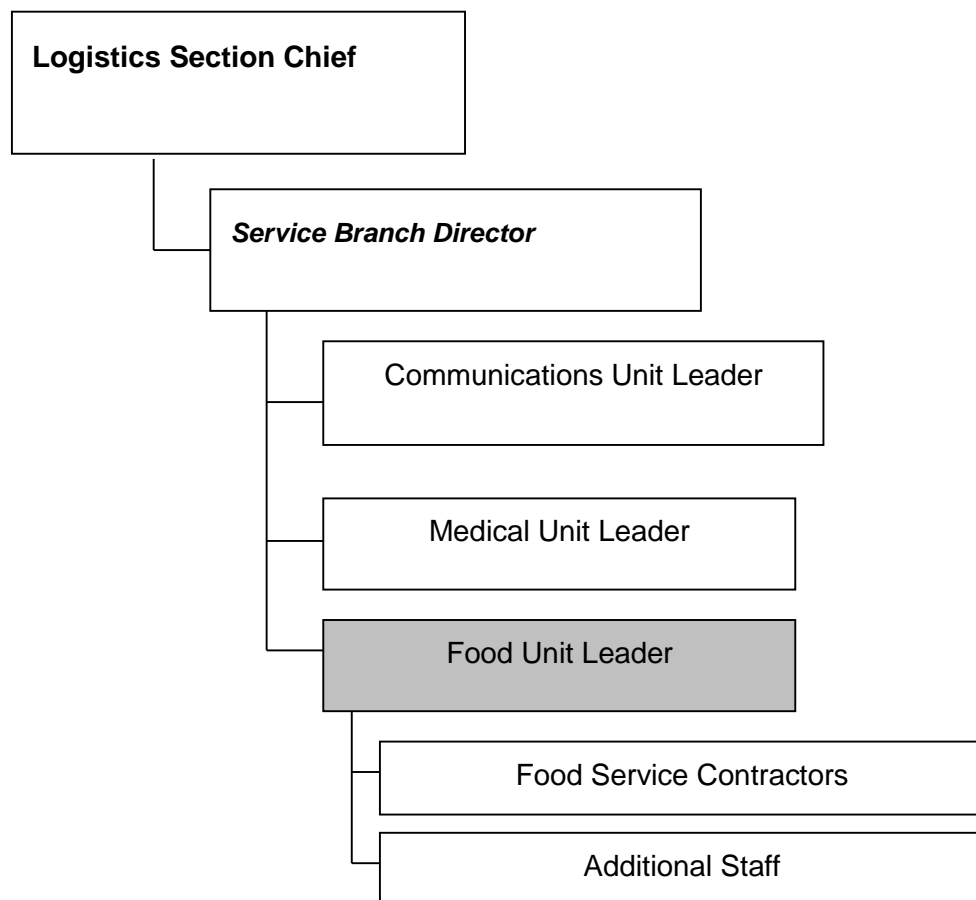 Logistics Section Chief
Service Branch Director
Communications Unit Leader
Medical Unit Leader
Food Unit Leader
Food Service Contractors
Additional Staff